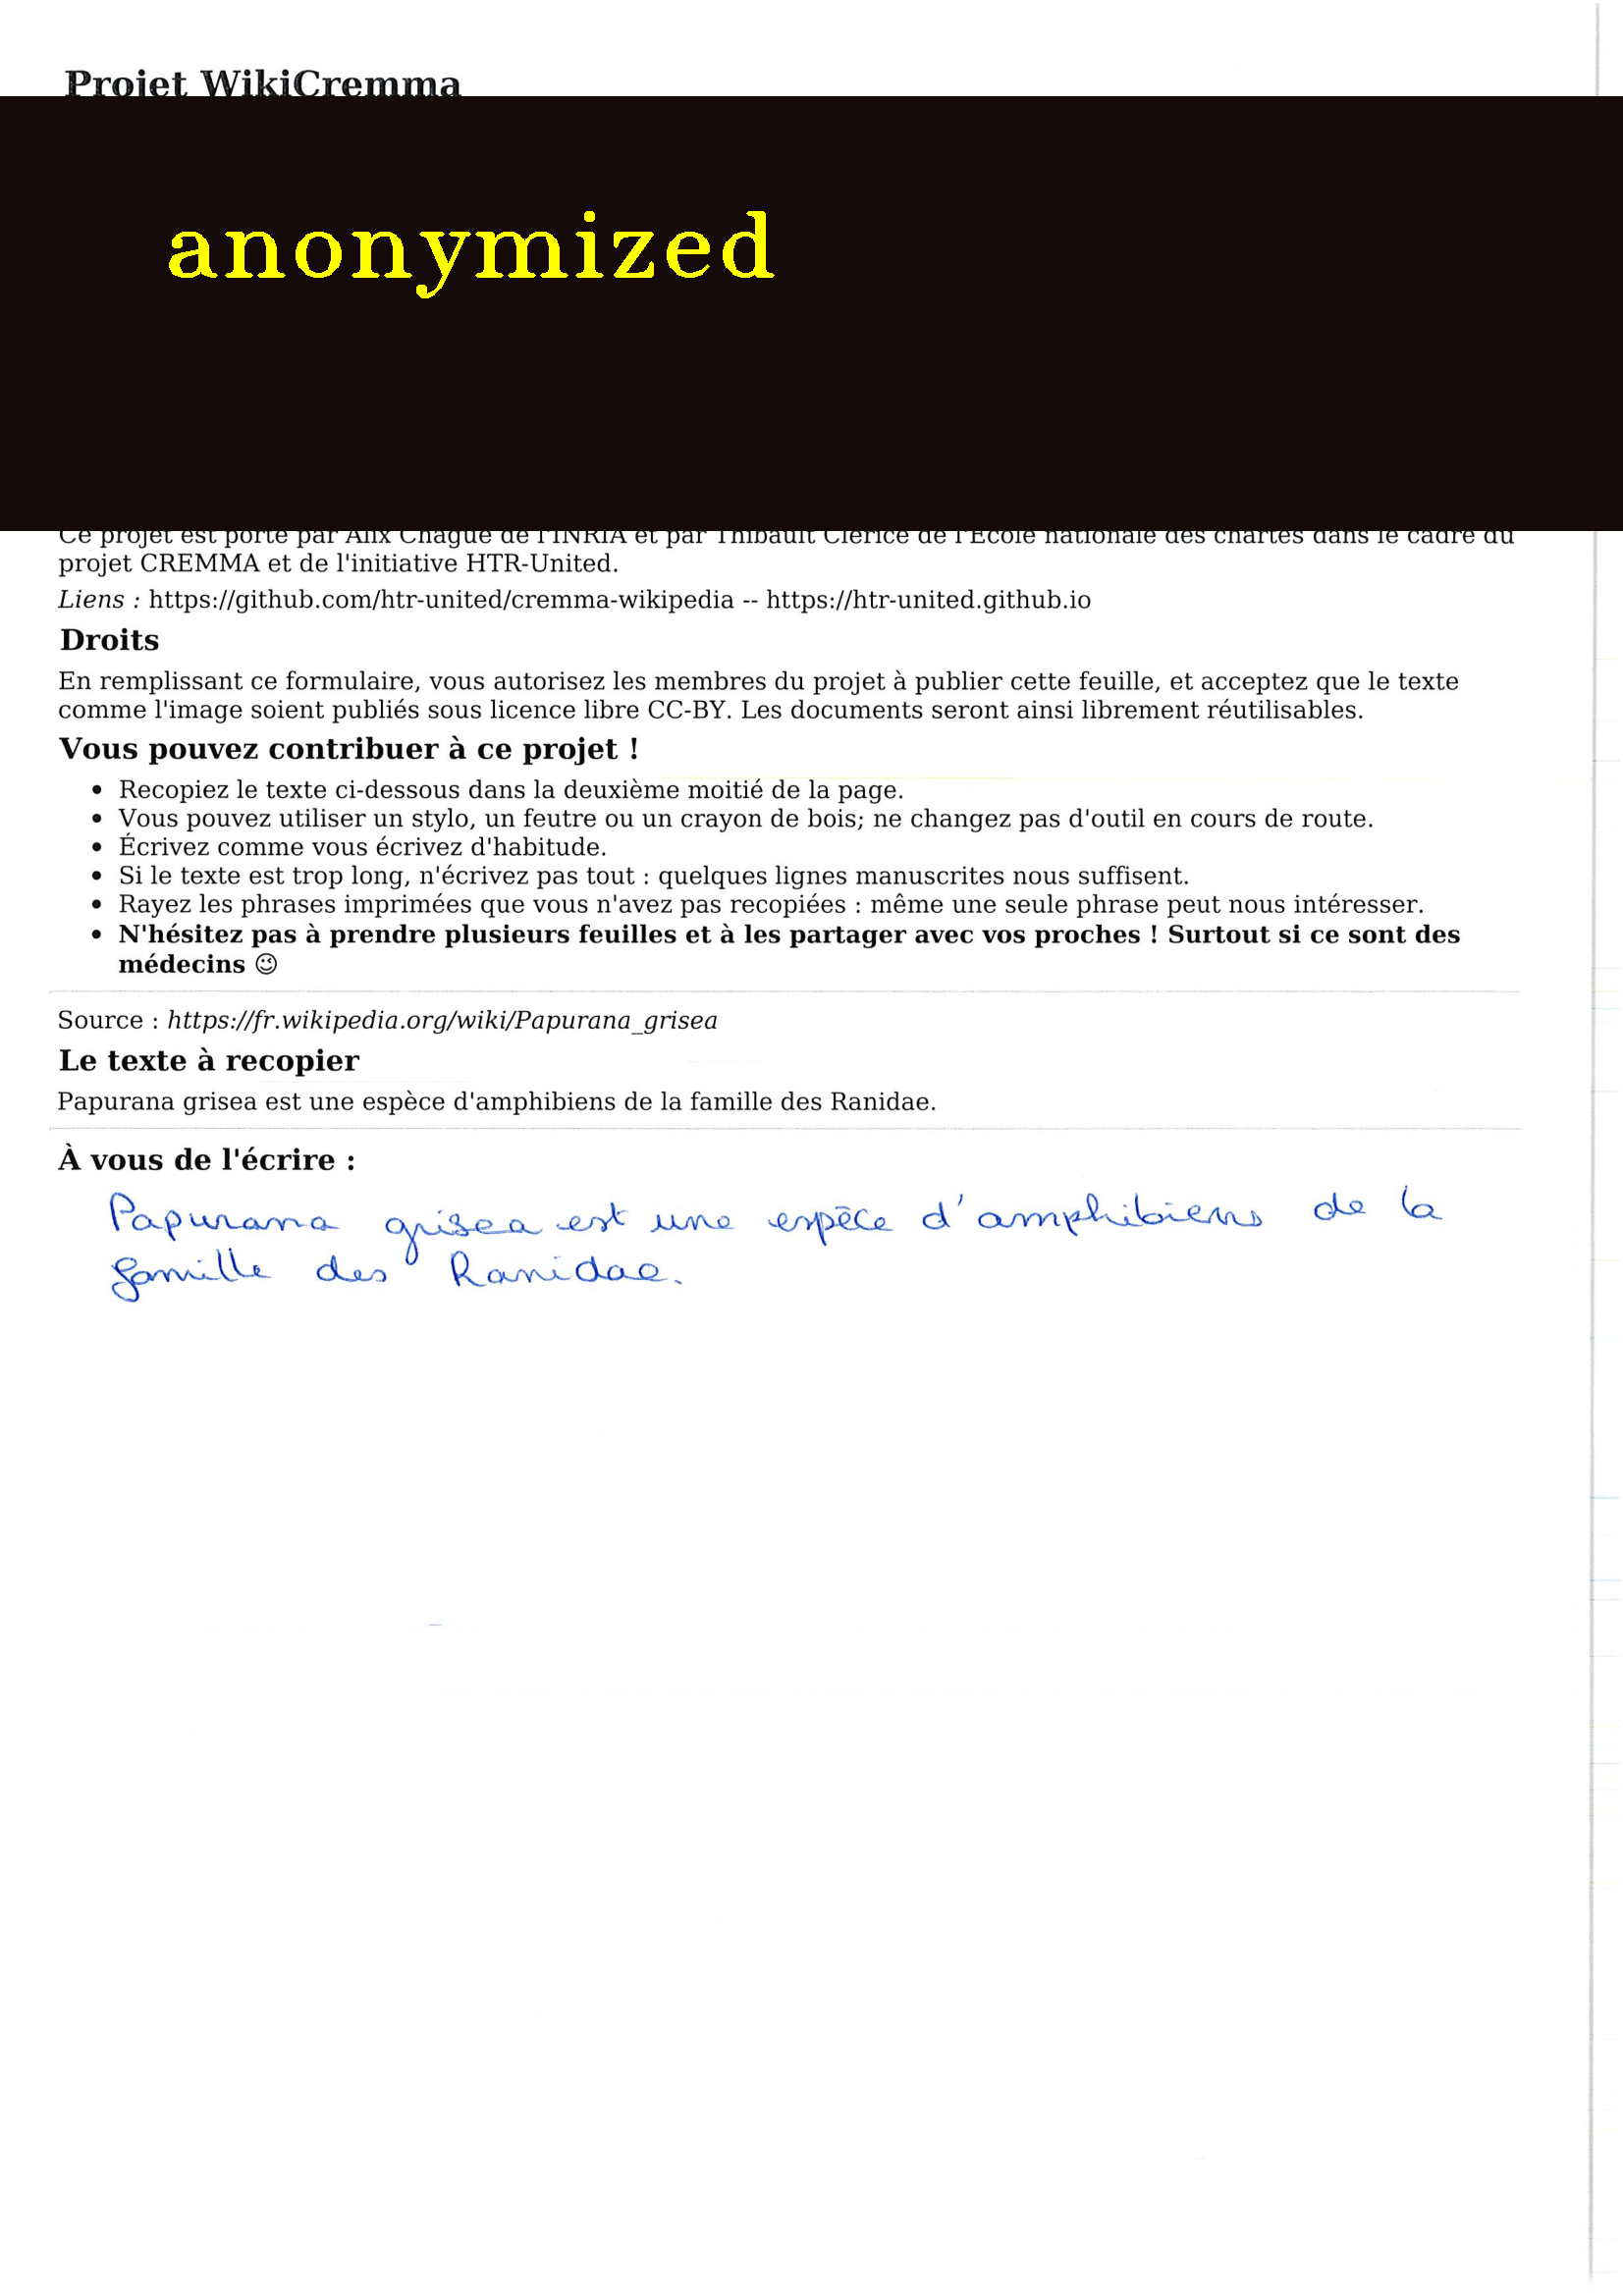 Projet WikiCremma
anonymized
Ce projet est porté par Alix Chagué de l'INRIA et par Thibault Clérice de l'École nationale des chartes dans le cadre du
projet CREMMA et de l'initiative HTR-United.
Liens : https://github.com/htr-united/cremma-wikipedia -- https://htr-united.github.io
Droits
En remplissant ce formulaire, vous autorisez les membres du projet à publier cette feuille, et acceptez que le texte
comme l'image soient publiés sous licence libre CC-BY. Les documents seront ainsi librement réutilisables.
Vous pouvez contribuer à ce projet !
• Recopiez le texte ci-dessous dans la deuxième moitié de la page.
• Vous pouvez utiliser un stylo, un feutre ou un crayon de bois; ne changez pas d'outil en cours de route.
• Écrivez comme vous écrivez d'habitude.
• Si le texte est trop long, n'écrivez pas tout : quelques lignes manuscrites nous suffisent.
• Rayez les phrases imprimées que vous n'avez pas recopiées : même une seule phrase peut nous intéresser.
• N'hésitez pas à prendre plusieurs feuilles et à les partager avec vos proches ! Surtout si ce sont des
médecins 😉
Source : https://fr.wikipedia.org/wiki/Papurana_grisea
Le texte à recopier
Papurana grisea est une espèce d'amphibiens de la famille des Ranidae.
À vous de l'écrire :
Papurana grisea est une espèce d'amphibiens de la
famille des Ranidae.